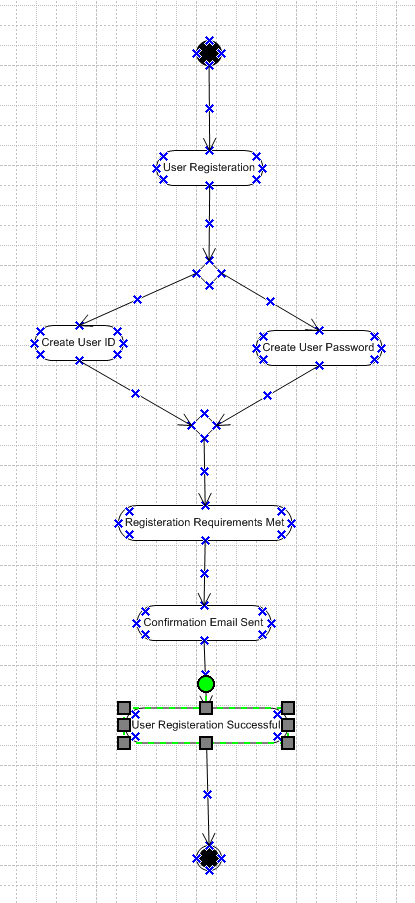 User Registeration
Create User ID
Create User Password
Registeration Requirements Met
Confirmation Email Sent
User Registeration Successful